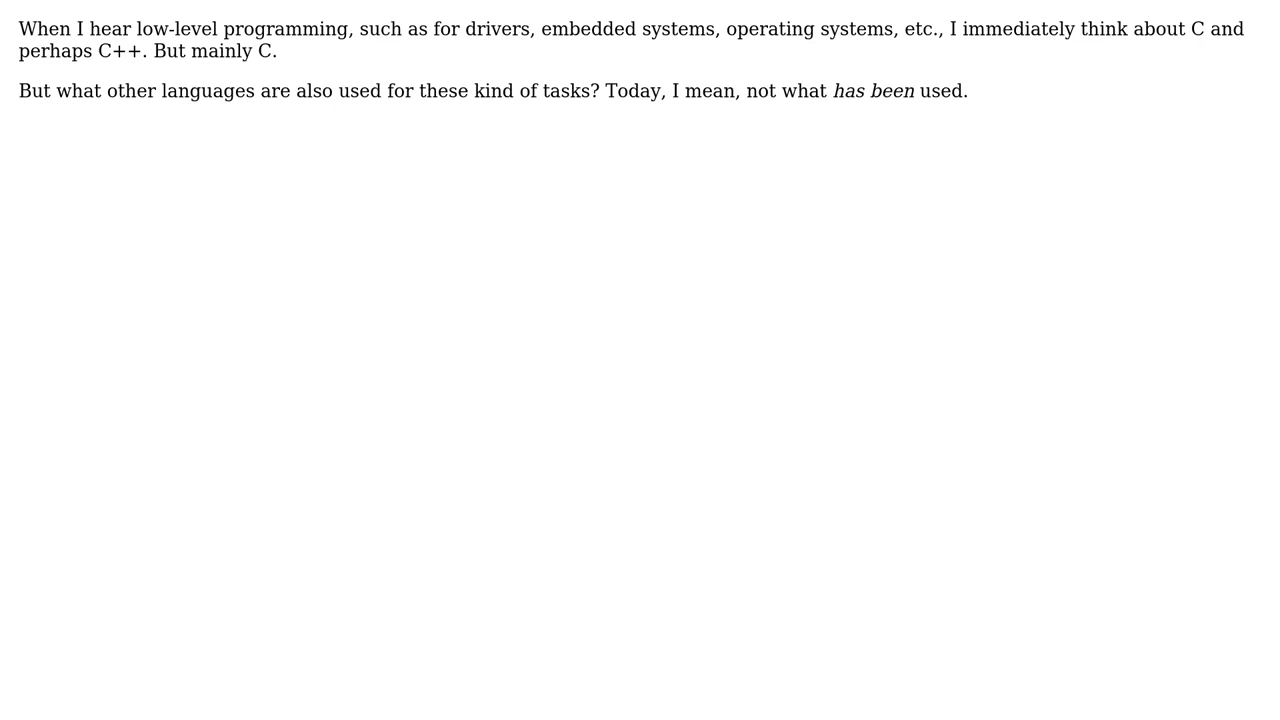 When I hear low-level programming, such as for drivers, embedded systems, operating systems, etc., I immediately think about C and
perhaps C++. But mainly C.
But what other languages are also used for these kind of tasks? Today, I mean, not what has been used.